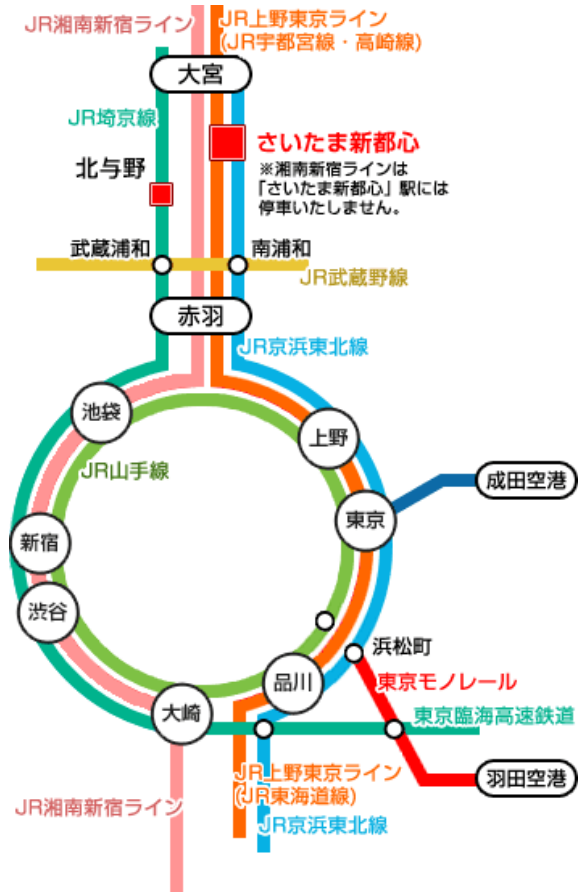 JR湘南新宿ライン
JR上野東京ライン
(JR宇都宮線・高崎線)
大宮
JR埼京線
さいたま新都心
※湘南新宿ラインは
「さいたま新都心」駅には
停車いたしません。
北与野
武蔵浦和
南浦和
JR武蔵野線
赤羽
JR京浜東北線
池袋
上野
JR山手線
成田空港
東京
新宿
渋谷
浜松町
品川
東京モノレール
大崎
東京臨海高速鉄道
JR上野東京ライン
(JR東海道線)
羽田空港
JR湘南新宿ライン
JR京浜東北線